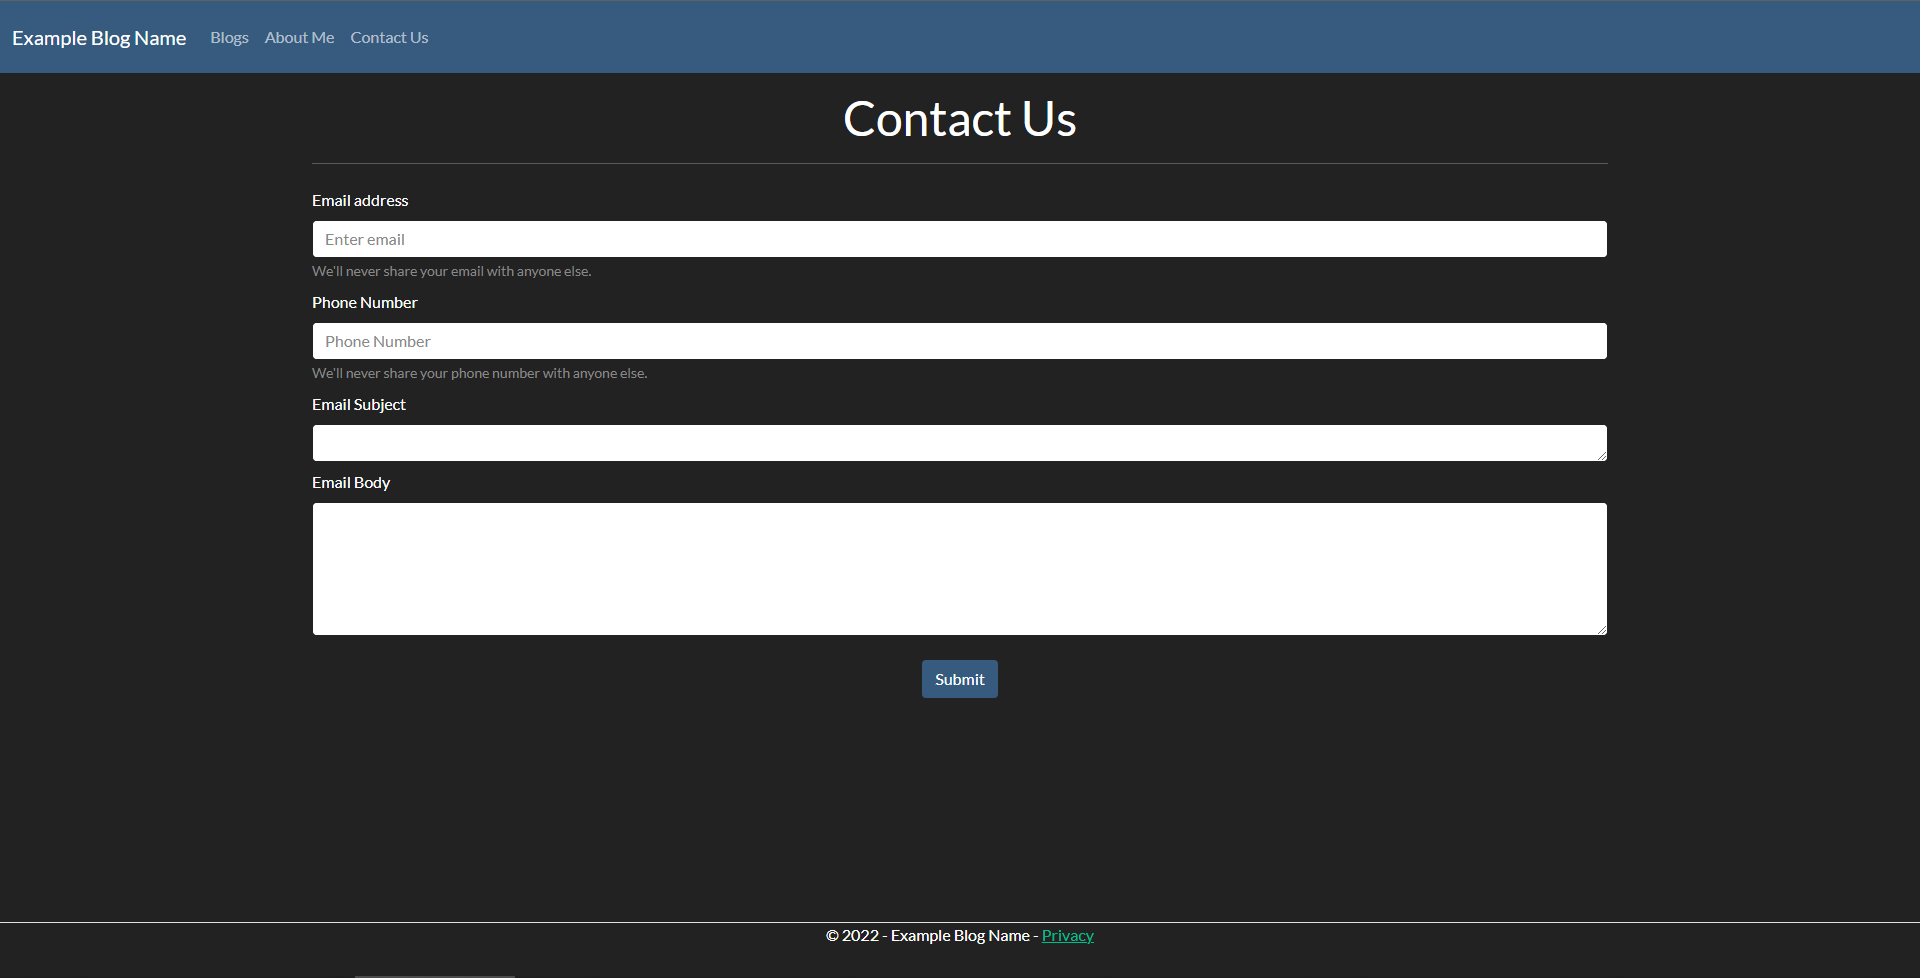 Example Blog Name Blogs About Me Contact Us
Contact Us
Email address
Enter email
We'll never share your email with anyone else.
Phone Number
Phone Number
We'll never share your phone number with anyone else.
Email Subject
Email Body
Submit
© 2022 - Example Blog Name - Privacy